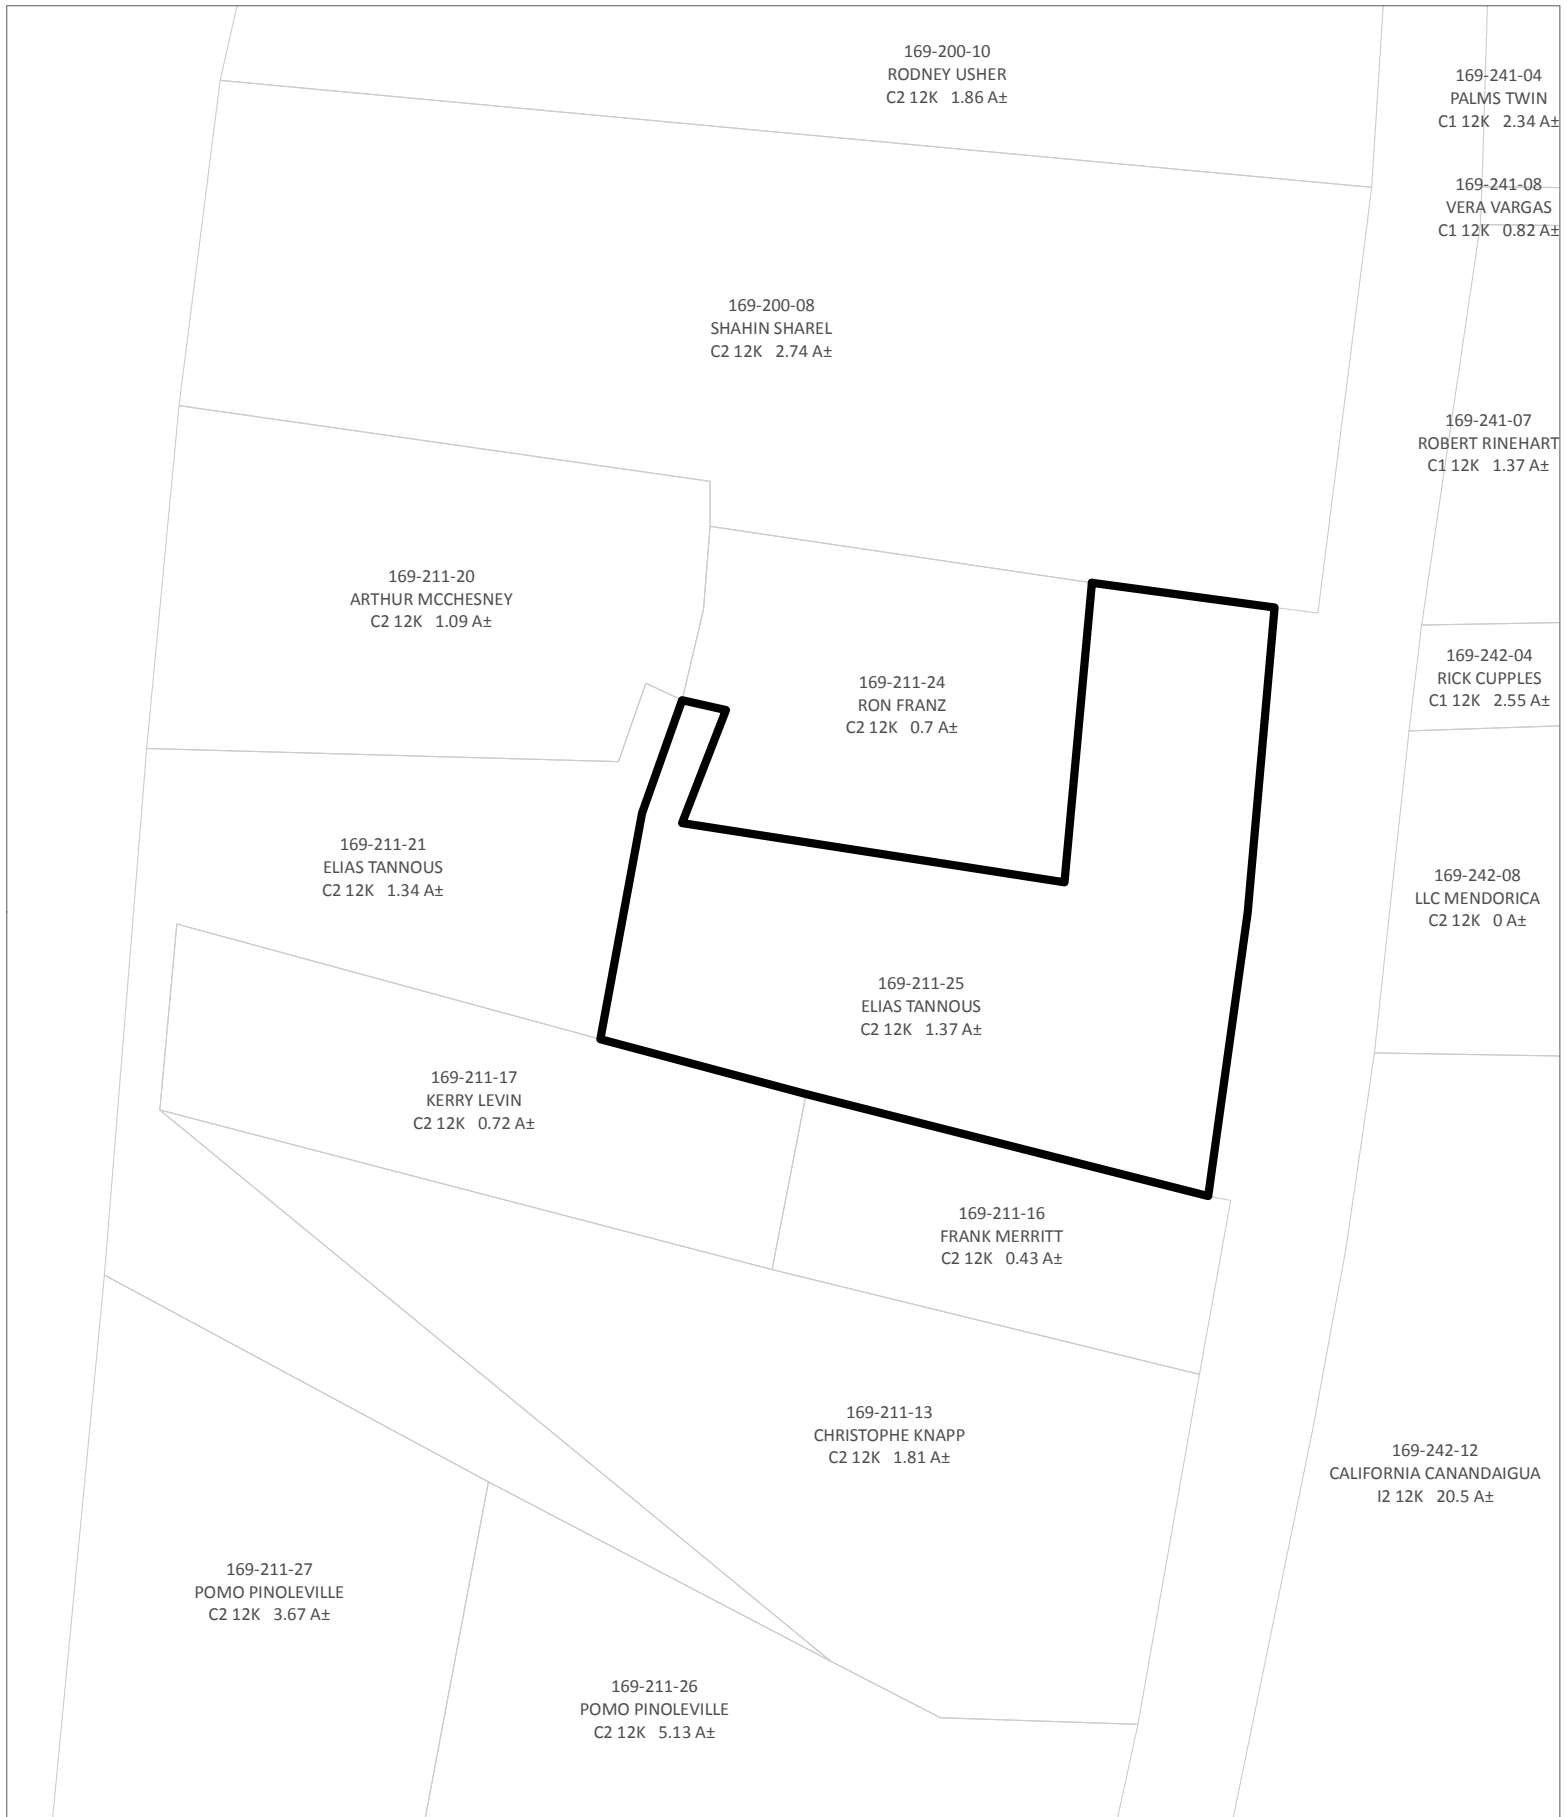 169-200-10
RODNEY USHER
C2 12K 1.86 A±
169-241-04
PALMS TWIN
C1 12K 2.34 A±
169-241-08
VERA VARGAS
C1 12K 0.82 A±
169-200-08
SHAHIN SHAREL
C2 12K 2.74 A±
169-241-07
ROBERT RINEHART
C1 12K 1.37 A±
169-211-20
ARTHUR MCCHESNEY
C2 12K 1.09 A±
169-242-04
RICK CUPPLES
C1 12K 2.55 A±
169-211-24
RON FRANZ
C2 12K 0.7 A±
169-211-21
ELIAS TANNOUS
C2 12K 1.34 A±
169-242-08
LLC MENDORICA
C2 12K 0 A±
169-211-25
ELIAS TANNOUS
C2 12K 1.37 A±
169-211-17
KERRY LEVIN
C2 12K 0.72 A±
169-211-16
FRANK MERRITT
C2 12K 0.43 A±
169-211-13
CHRISTOPHE KNAPP
C2 12K 1.81 A±
169-242-12
CALIFORNIA CANANDAIGUA
I2 12K 20.5 A±
169-211-27
POMO PINOLEVILLE
C2 12K 3.67 A±
169-211-26
POMO PINOLEVILLE
C2 12K 5.13 A±